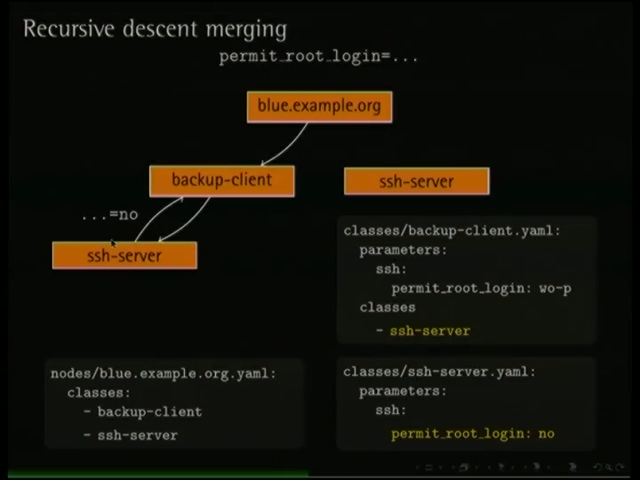 Recursive descent merging
permit_root_login=...
blue.example.org
backup-client
ssh-server
...=no
ssh-server
classes/backup-client.yaml:
parameters:
ssh:
permit_root_login: wo-p
classes
- ssh-server
nodes/blue.example.org.yaml:
classes:
- backup-client
- ssh-server
classes/ssh-server.yaml:
parameters:
ssh:
permit_root_login: no